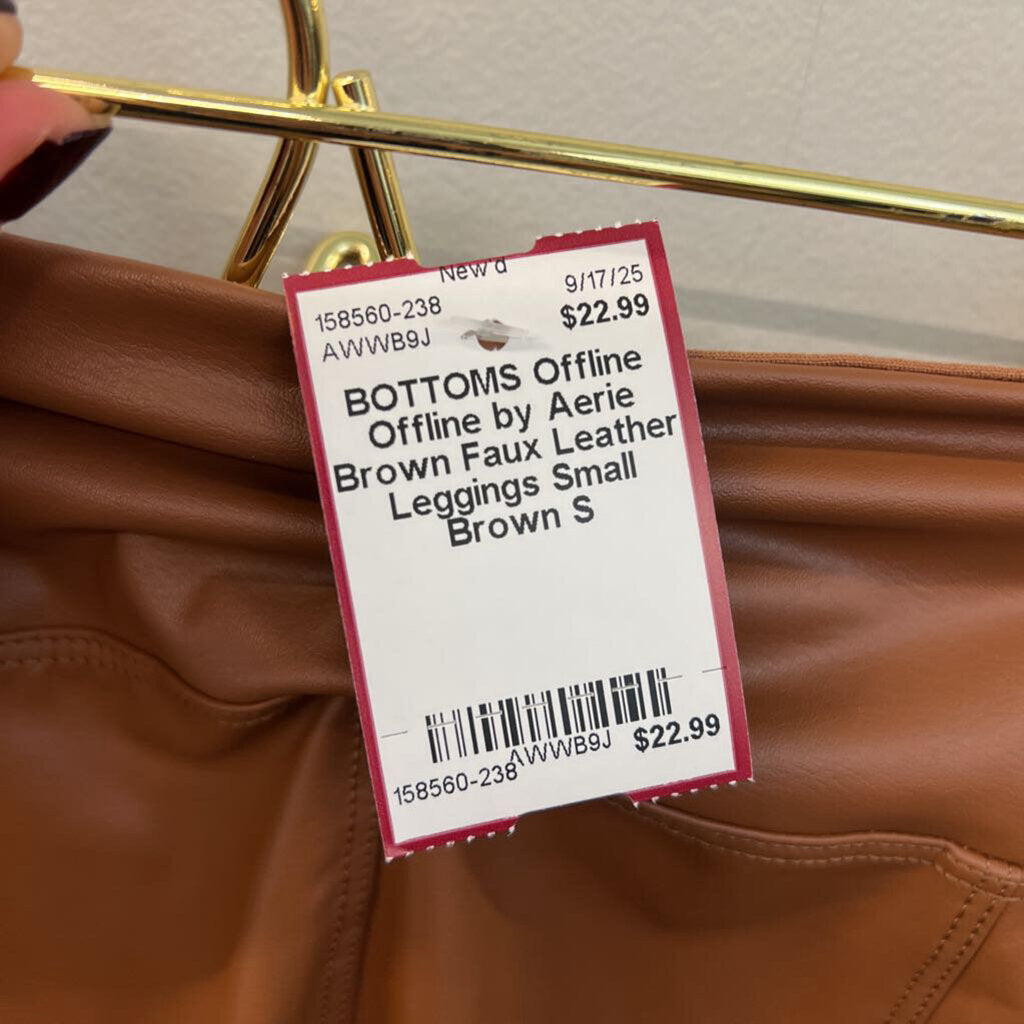 New'd
158560-238 9/17/25
AWWB9J $22.99
BOTTOMS Offline
Offline by Aerie
Brown Faux Leather
Leggings Small
Brown S
AWWB9J $22.99
158560-238